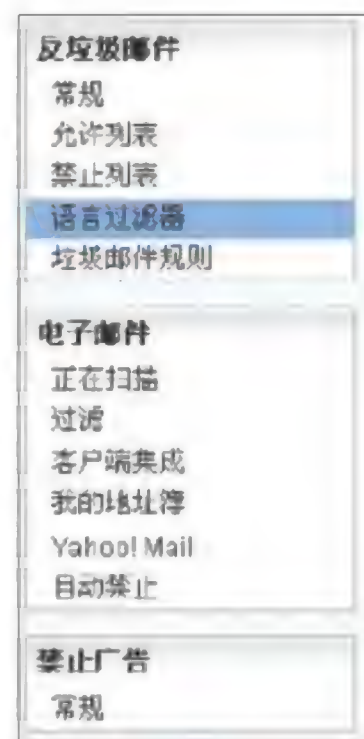 反垃圾邮件
常规
允许列表
禁止列表
语言过滤器
垃圾邮件规则
电子邮件
正在扫描
过滤
客户端集成
我的地址簿
Yahoo! Mail
自动禁止
禁止广告
常规